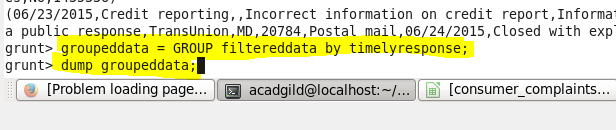 (06/23/2015,Credit reporting,,Incorrect information on credit report,Informa
a public response,TransUnion,MD,20784,Postal mail,06/24/2015,Closed with expl
grunt> groupeddata = GROUP filtereddata by timelyresponse;
grunt> dump groupeddata;
[Problem loading page... acadgild@localhost:~/... [consumer_complaints...